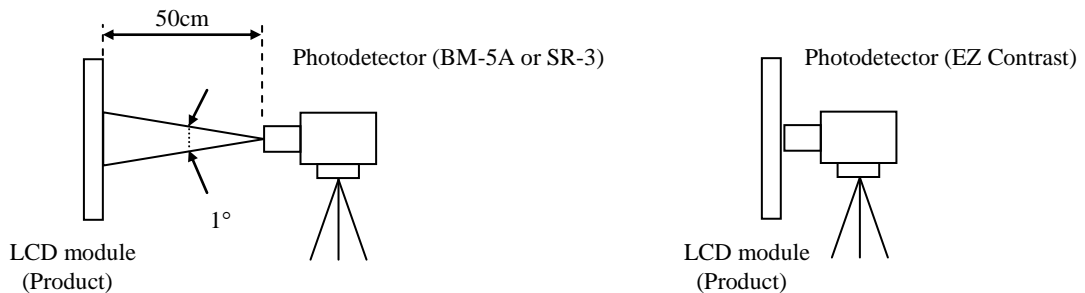 50cm
Photodetector (BM-5A or SR-3)
1°
LCD module
(Product)
Photodetector (EZ Contrast)
LCD module
(Product)